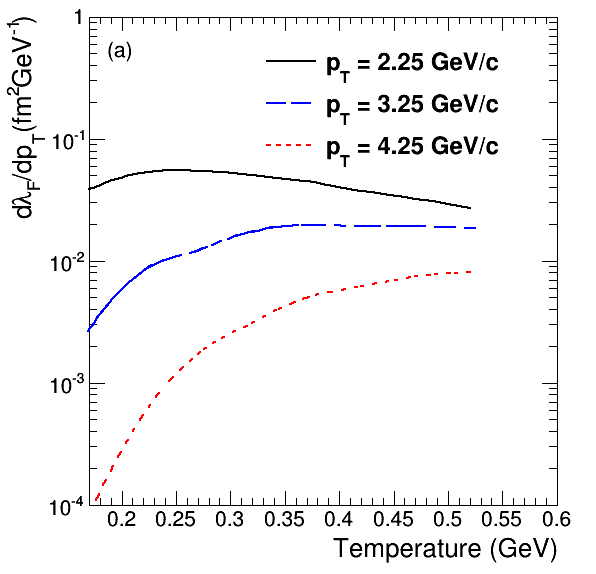 (a)
p_T = 2.25 GeV/c
p_T = 3.25 GeV/c
p_T = 4.25 GeV/c
dλ_F/dp_T(fm²GeV⁻¹)
1
10⁻¹
10⁻²
10⁻³
10⁻⁴
0.2 0.25 0.3 0.35 0.4 0.45 0.5 0.55 0.6
Temperature (GeV)